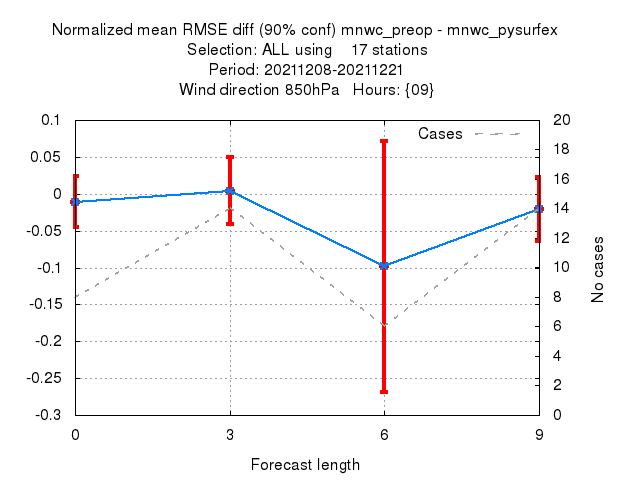 Normalized mean RMSE diff (90% conf) mnwc_preop - mnwc_pysurfex
Selection: ALL using 17 stations
Period: 20211208-20211221
Wind direction 850hPa Hours: {09}
Cases
0.1
0.05
0
-0.05
-0.1
-0.15
-0.2
-0.25
-0.3
20
18
16
14
12
10
8
6
4
2
0
No cases
0 3 6 9
Forecast length